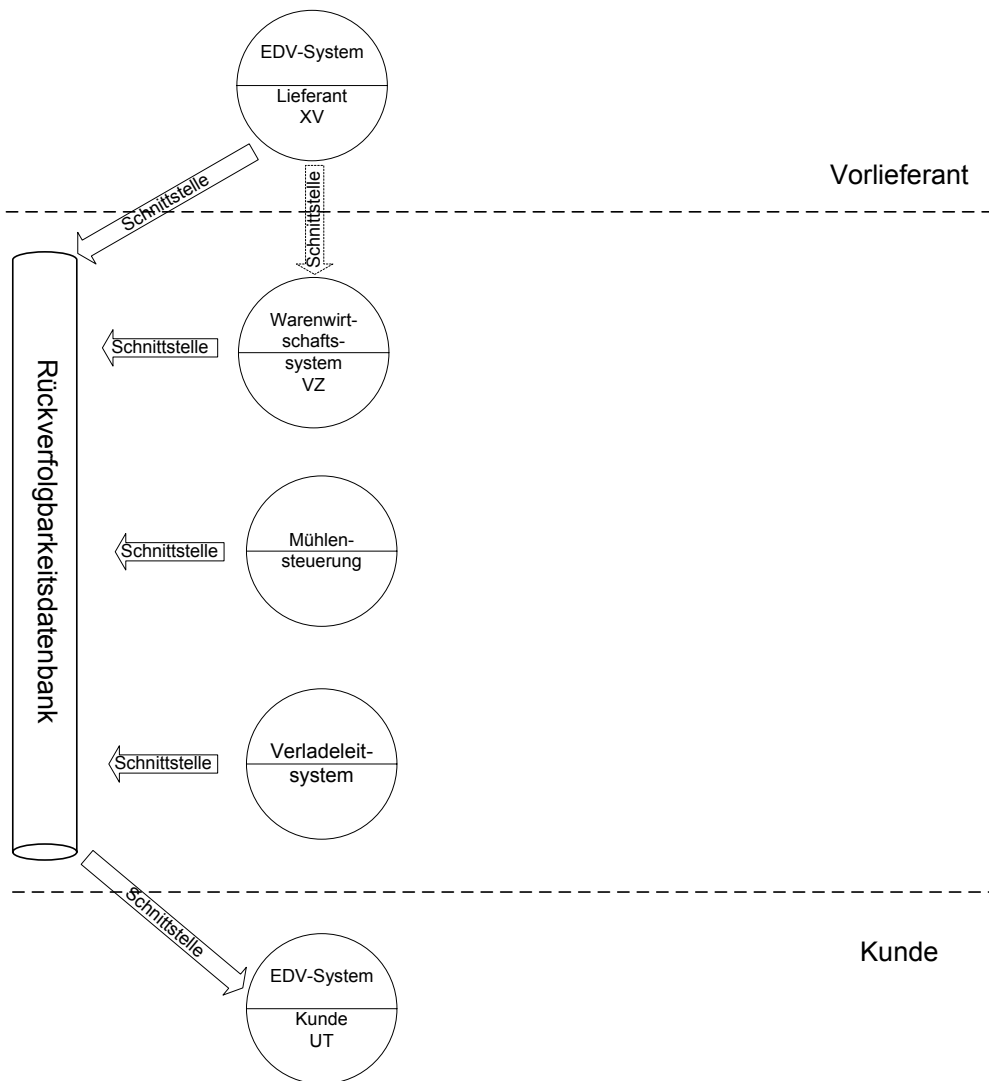 EDV-System
Lieferant
XV
Vorlieferant
Schnittstelle
Schnittstelle
Warenwirt-
schafts-
system
VZ
Schnittstelle
Rückverfolgbarkeitsdatenbank
Mühlen-
steuerung
Schnittstelle
Verladeleit-
system
Schnittstelle
Schnittstelle
Kunde
EDV-System
Kunde
UT